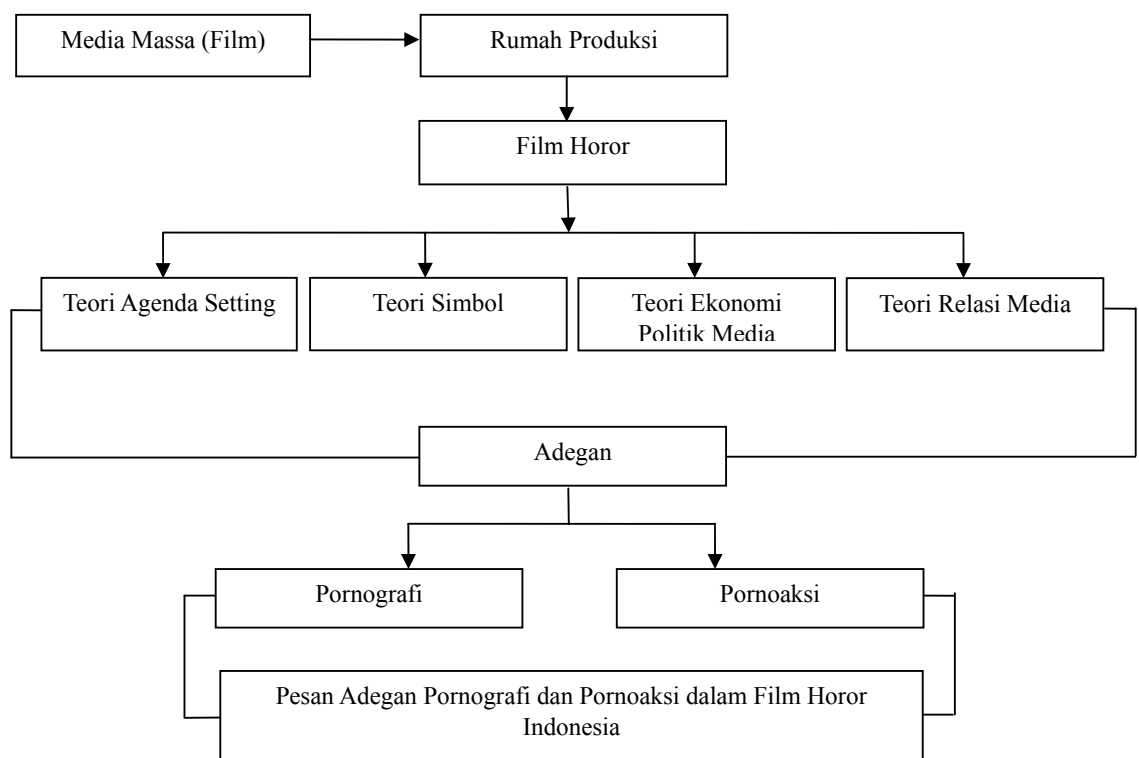 Media Massa (Film)
Rumah Produksi
Film Horor
Teori Agenda Setting
Teori Simbol
Teori Ekonomi
Politik Media
Teori Relasi Media
Adegan
Pornografi
Pornoaksi
Pesan Adegan Pornografi dan Pornoaksi dalam Film Horor
Indonesia